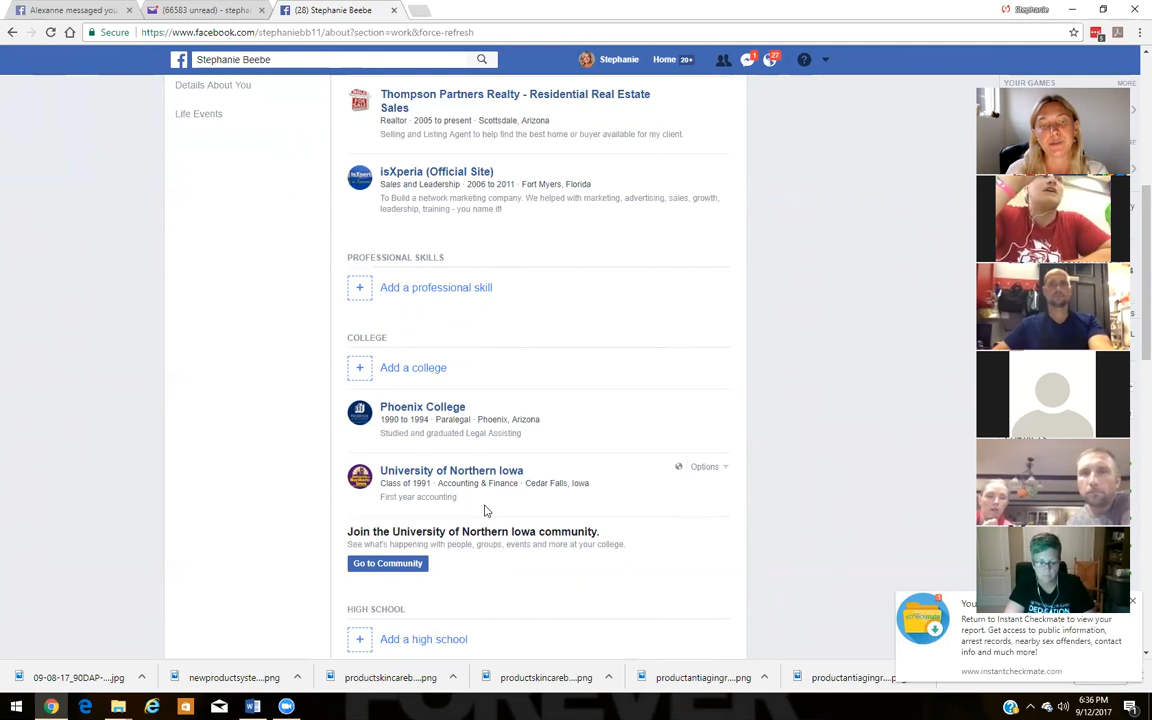 Alexanne messaged you
(66583 unread) - stepha
(28) Stephanie Beebe
Stephanie
Secure
https://www.facebook.com/stephaniebb11/about?section=work&force-refresh
Stephanie Beebe
Stephanie
Home 20+
1
27
Details About You
Life Events
YOUR GAMES
MORE
Thompson Partners Realty - Residential Real Estate
Sales
Realtor · 2005 to present · Scottsdale, Arizona
Selling and Listing Agent to help find the best home or buyer available for my client.
isXperia (Official Site)
Sales and Leadership · 2006 to 2011 · Fort Myers, Florida
To Build a network marketing company. We helped with marketing, advertising, sales, growth,
leadership, training - you name it!
PROFESSIONAL SKILLS
+ Add a professional skill
COLLEGE
+ Add a college
Phoenix College
1990 to 1994 · Paralegal · Phoenix, Arizona
Studied and graduated Legal Assisting
University of Northern Iowa
Options
Class of 1991 · Accounting & Finance · Cedar Falls, Iowa
First year accounting
Join the University of Northern Iowa community.
See what's happening with people, groups, events and more at your college.
Go to Community
HIGH SCHOOL
+ Add a high school
You
Return to Instant Checkmate to view your
report. Get access to public information,
arrest records, nearby sex offenders, contact
info and much more!
www.instantcheckmate.com
09-08-17_90DAP-....jpg
newproductsyste....png
productskincareb....png
productskincareb....png
productantiagingr....png
productantiagingr....p
FOREVER
6:36 PM
9/12/2017